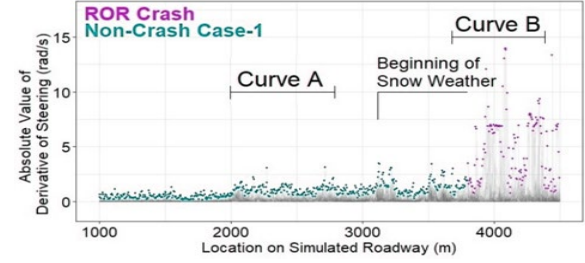 ROR Crash
Non-Crash Case-1
Curve B
Curve A
Beginning of
Snow Weather
Absolute Value of
Derivative of Steering (rad/s)
15
10
5
0
1000
2000
3000
4000
Location on Simulated Roadway (m)